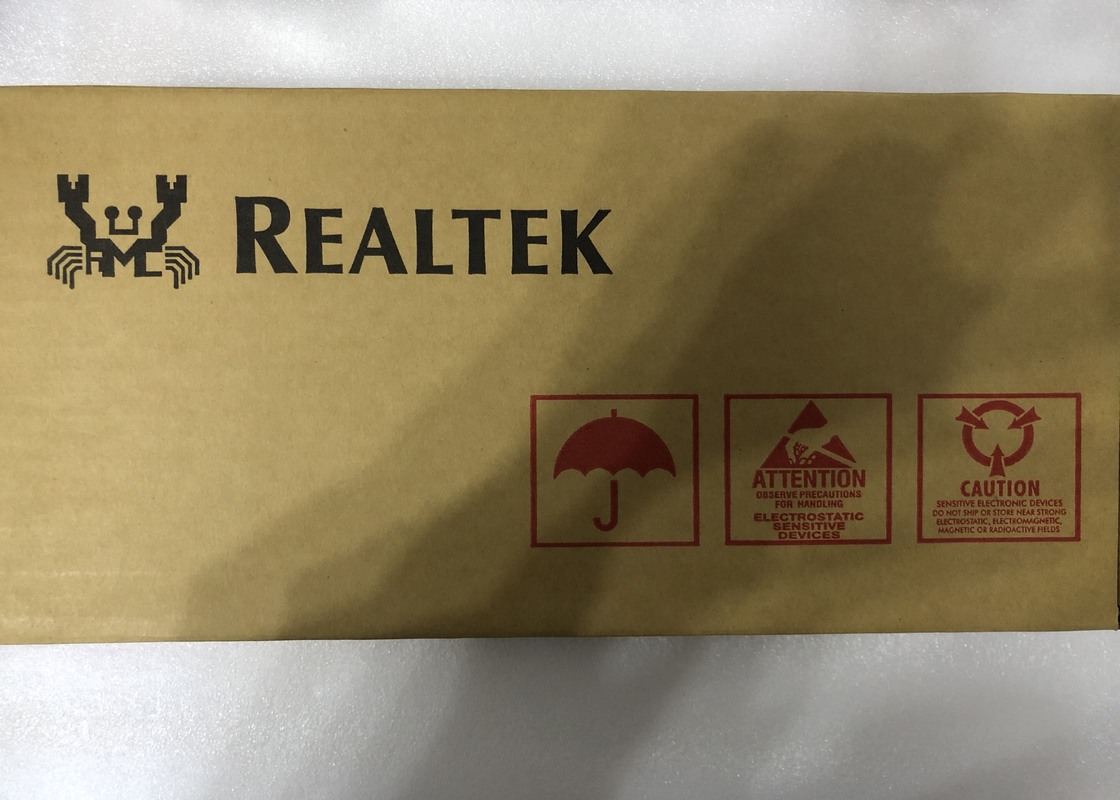 REALTEK
ATTENTION
OBSERVE PRECAUTIONS
FOR HANDLING
ELECTROSTATIC
SENSITIVE
DEVICES
CAUTION
SENSITIVE ELECTRONIC DEVICES
DO NOT SHIP OR STORE NEAR STRONG
ELECTROSTATIC, ELECTROMAGNETIC,
MAGNETIC OR RADIOACTIVE FIELDS